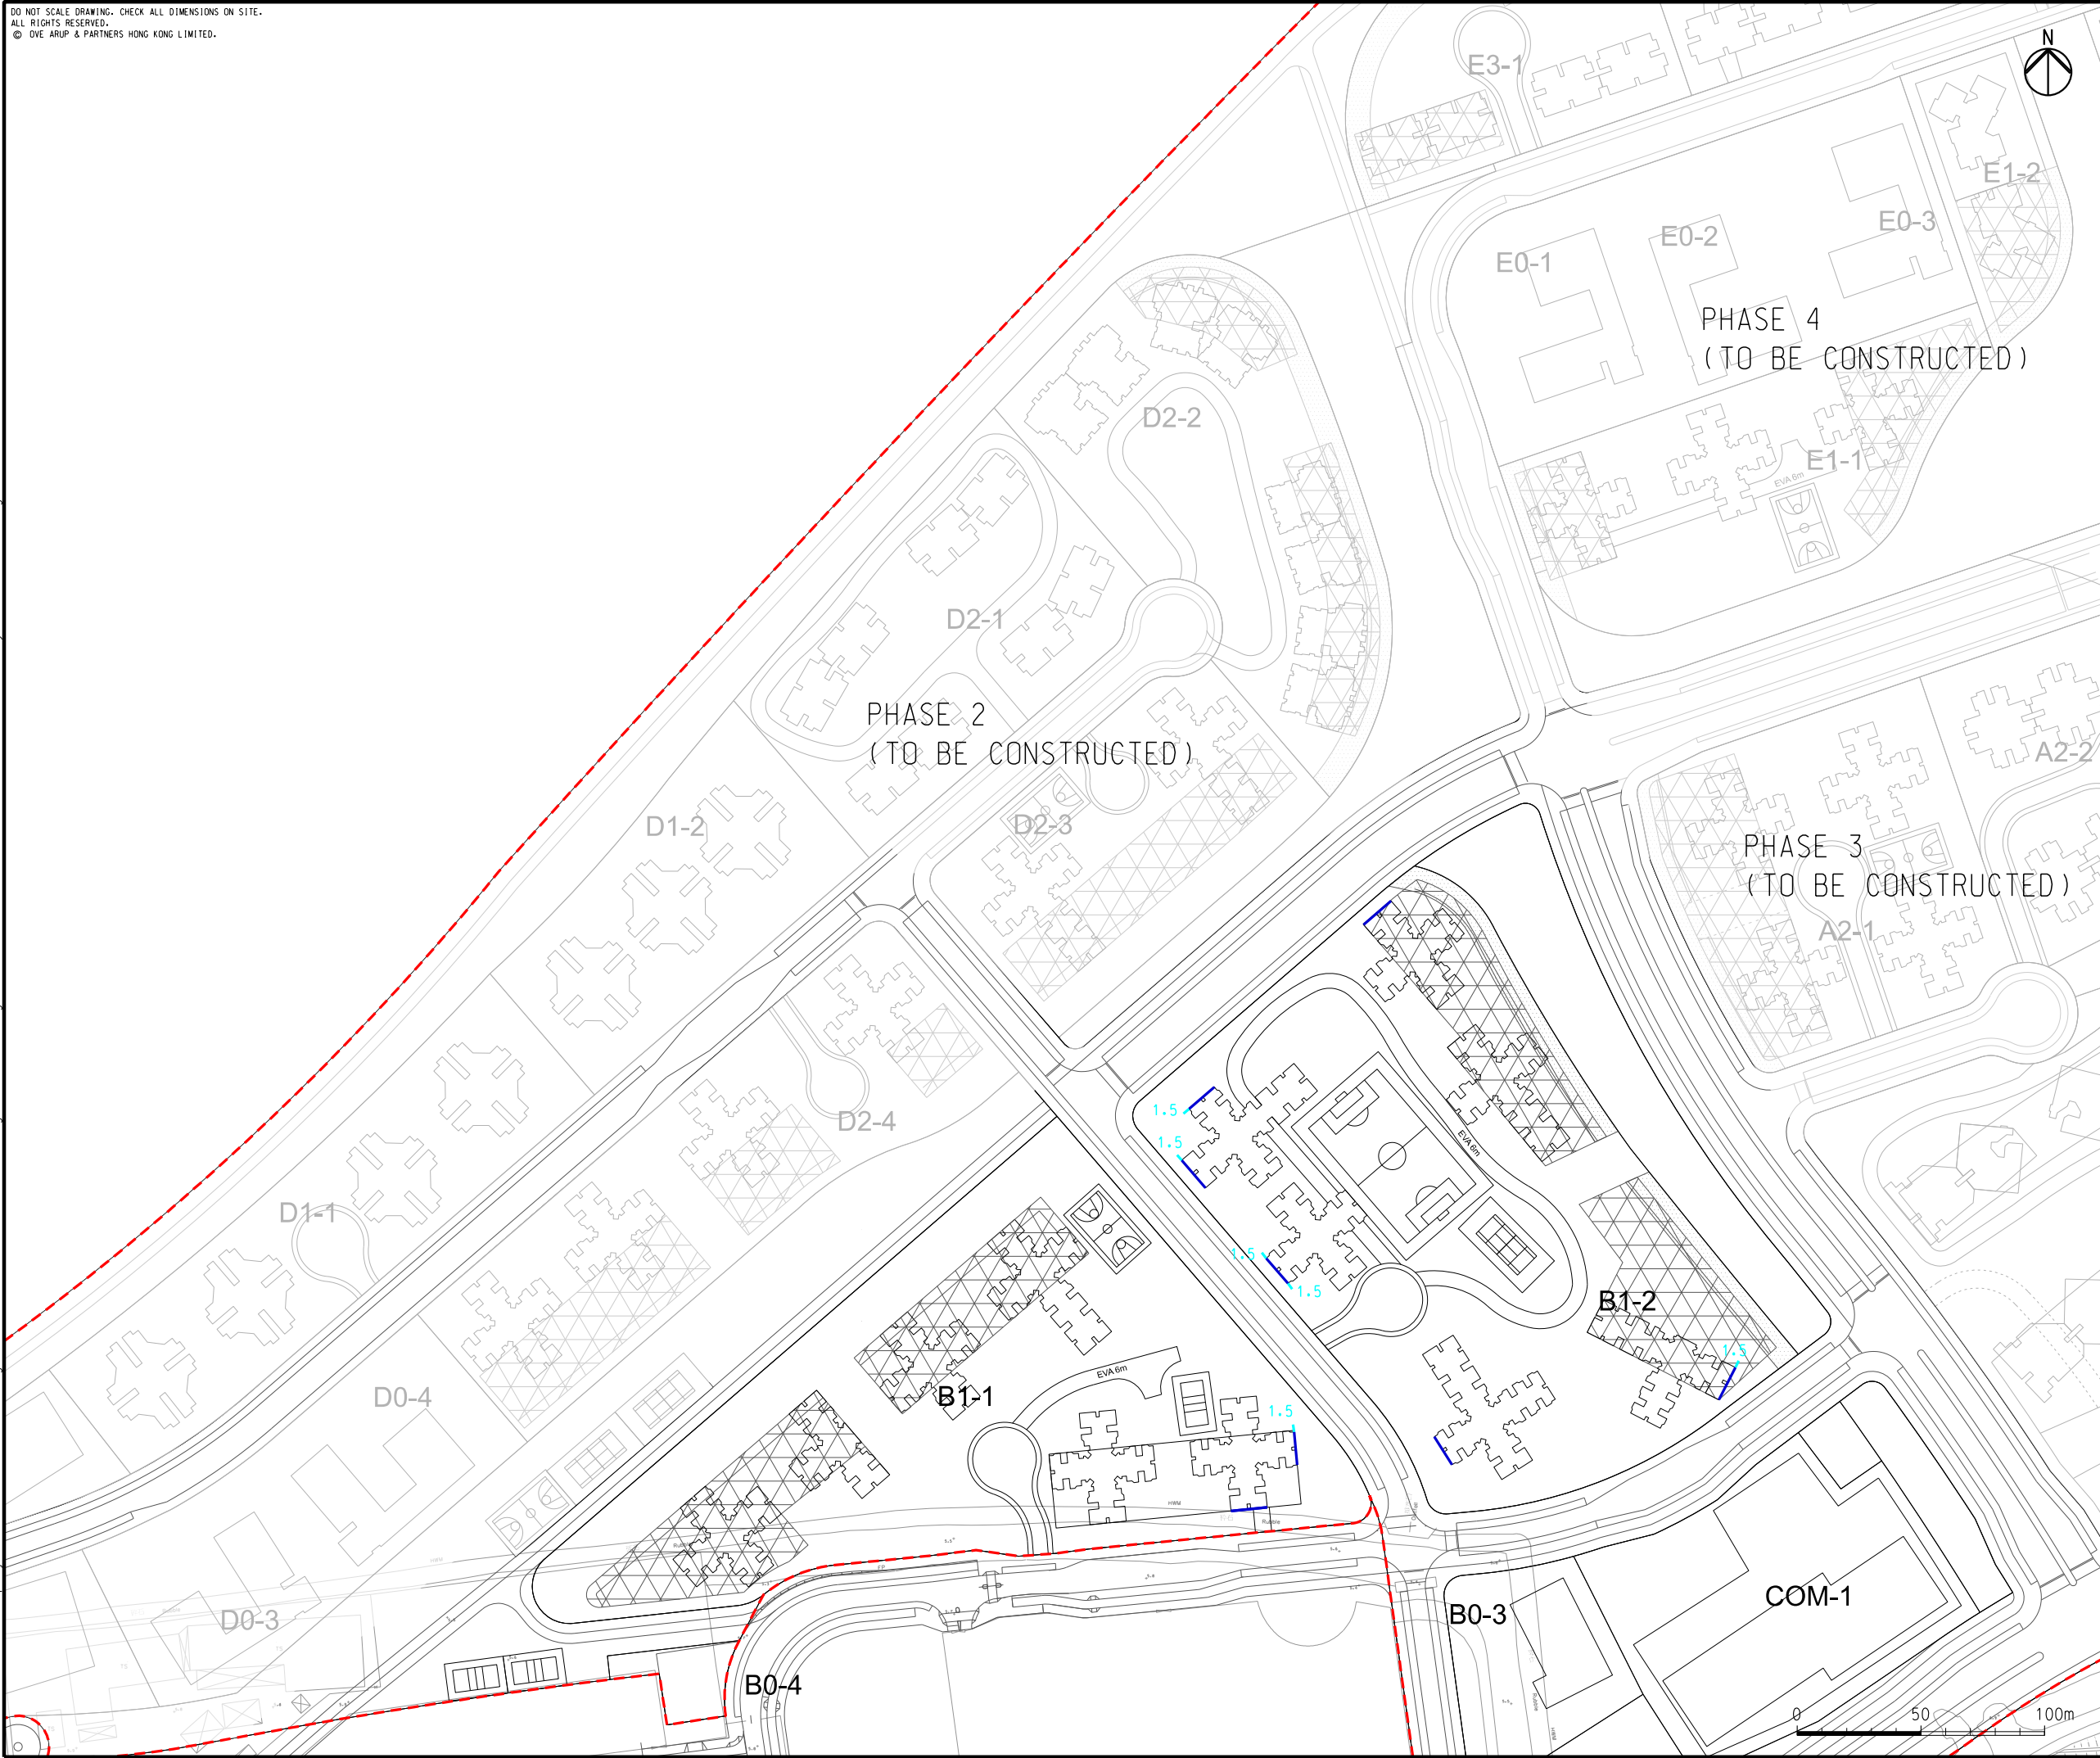 DO NOT SCALE DRAWING. CHECK ALL DIMENSIONS ON SITE.
ALL RIGHTS RESERVED.
© OVE ARUP & PARTNERS HONG KONG LIMITED.
N
E3-1
E1-2
E0-3
E0-2
E0-1
PHASE 4
(TO BE CONSTRUCTED)
D2-2
E1-1
EVA 6m
D2-1
PHASE 2
(TO BE CONSTRUCTED)
A2-2
D1-2
D2-3
PHASE 3
(TO BE CONSTRUCTED)
A2-1
1.5
D2-4
1.5
EVA 6m
D1-1
1.5
1.5
B1-2
1.5
EVA 6m
D0-4
B1-1
1.5
HWM
Rubble
COM-1
B0-3
D0-3
B0-4
0 50 100m